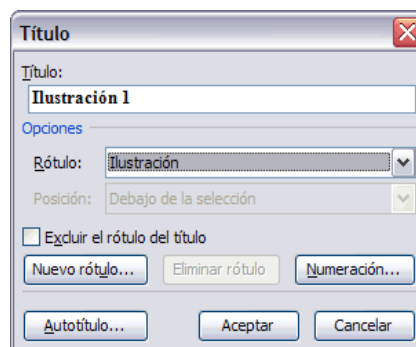 Título
Título:
Ilustración 1
Opciones
Rótulo: Ilustración
Posición: Debajo de la selección
Excluir el rótulo del título
Nuevo rótulo... Eliminar rótulo Numeración...
Autotítulo... Aceptar Cancelar